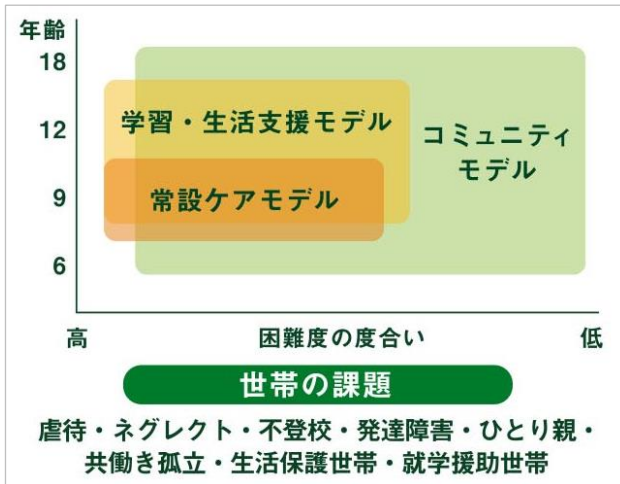 年齢
18
12
9
6
学習・生活支援モデル
常設ケアモデル
コミュニティ
モデル
高
困難度の度合い
低
世帯の課題
虐待・ネグレクト・不登校・発達障害・ひとり親・
共働き孤立・生活保護世帯・就学援助世帯